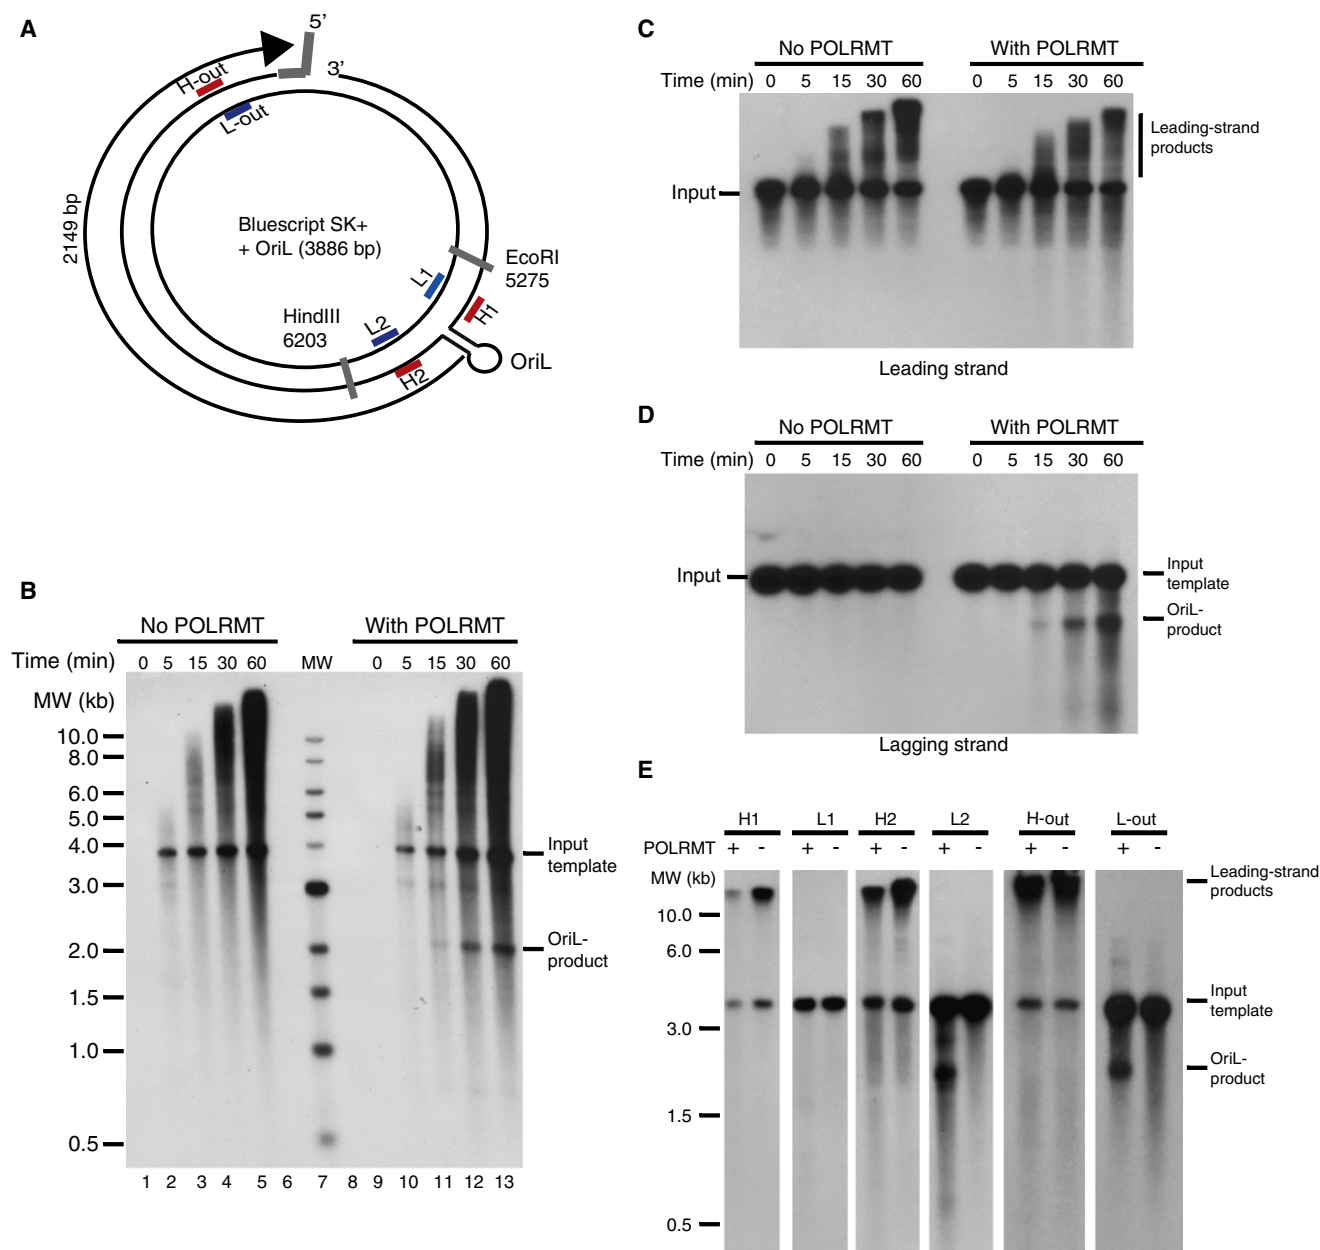 A
5’
3’
H-out
L-out
2149 bp
Bluescript SK+
+ OriL (3886 bp)
EcoRI
5275
L1
H1
HindIII
6203
L2
H2
OriL
B
No POLRMT
With POLRMT
Time (min) 0 5 15 30 60 MW 0 5 15 30 60
MW (kb)
10.0
8.0
6.0
5.0
4.0
3.0
2.0
1.5
1.0
0.5
Input
template
OriL-
product
1 2 3 4 5 6 7 8 9 10 11 12 13
C
No POLRMT
With POLRMT
Time (min) 0 5 15 30 60 0 5 15 30 60
Leading-strand
products
Input
Leading strand
D
No POLRMT
With POLRMT
Time (min) 0 5 15 30 60 0 5 15 30 60
Input
Input
template
OriL-
product
Lagging strand
E
H1 L1 H2 L2 H-out L-out
POLRMT + - + - + - + - + - + -
MW (kb)
10.0
6.0
3.0
1.5
0.5
Leading-strand
products
Input
template
OriL-
product